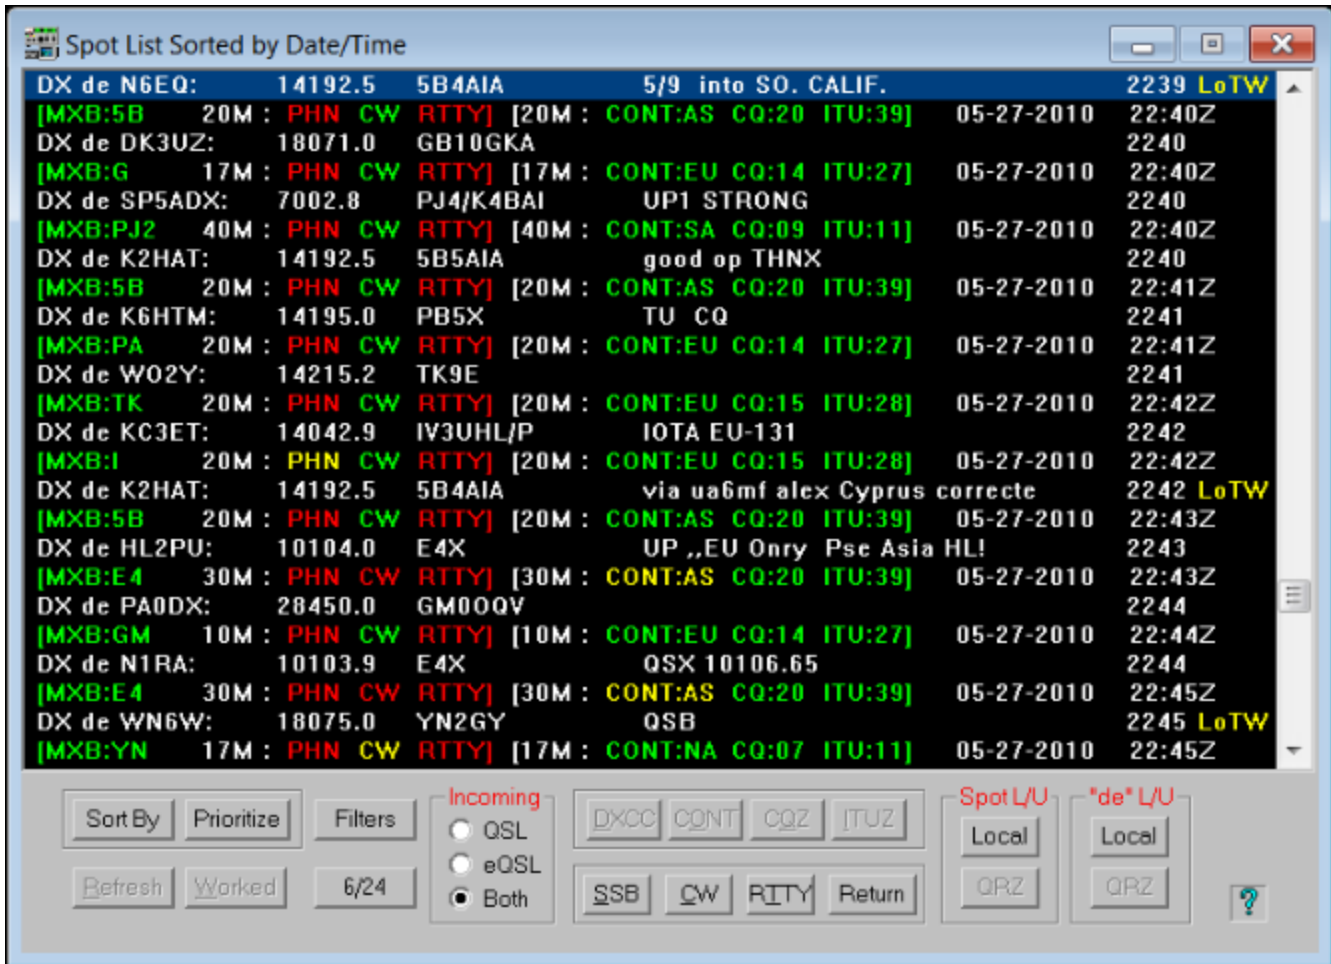 Spot List Sorted by Date/Time
DX de N6EQ: 14192.5 5B4AIA 5/9 into SO. CALIF. 2239 LoTW
[MXB:5B 20M : PHN CW RTTY] [20M : CONT:AS CQ:20 ITU:39] 05-27-2010 22:40Z
DX de DK3UZ: 18071.0 GB10GKA 2240
[MXB:G 17M : PHN CW RTTY] [17M : CONT:EU CQ:14 ITU:27] 05-27-2010 22:40Z
DX de SP5ADX: 7002.8 PJ4/K4BAI UP1 STRONG 2240
[MXB:PJ2 40M : PHN CW RTTY] [40M : CONT:SA CQ:09 ITU:11] 05-27-2010 22:40Z
DX de K2HAT: 14192.5 5B5AIA good op THNX 2240
[MXB:5B 20M : PHN CW RTTY] [20M : CONT:AS CQ:20 ITU:39] 05-27-2010 22:41Z
DX de K6HTM: 14195.0 PB5X TU CQ 2241
[MXB:PA 20M : PHN CW RTTY] [20M : CONT:EU CQ:14 ITU:27] 05-27-2010 22:41Z
DX de WO2Y: 14215.2 TK9E 2241
[MXB:TK 20M : PHN CW RTTY] [20M : CONT:EU CQ:15 ITU:28] 05-27-2010 22:42Z
DX de KC3ET: 14042.9 IV3UHL/P IOTA EU-131 2242
[MXB:I 20M : PHN CW RTTY] [20M : CONT:EU CQ:15 ITU:28] 05-27-2010 22:42Z
DX de K2HAT: 14192.5 5B4AIA via ua6mf alex Cyprus correcte 2242 LoTW
[MXB:5B 20M : PHN CW RTTY] [20M : CONT:AS CQ:20 ITU:39] 05-27-2010 22:43Z
DX de HL2PU: 10104.0 E4X UP ,,EU Onry Pse Asia HL! 2243
[MXB:E4 30M : PHN CW RTTY] [30M : CONT:AS CQ:20 ITU:39] 05-27-2010 22:43Z
DX de PA0DX: 28450.0 GM0OQV 2244
[MXB:GM 10M : PHN CW RTTY] [10M : CONT:EU CQ:14 ITU:27] 05-27-2010 22:44Z
DX de N1RA: 10103.9 E4X QSX 10106.65 2244
[MXB:E4 30M : PHN CW RTTY] [30M : CONT:AS CQ:20 ITU:39] 05-27-2010 22:45Z
DX de WN6W: 18075.0 YN2GY QSB 2245 LoTW
[MXB:YN 17M : PHN CW RTTY] [17M : CONT:NA CQ:07 ITU:11] 05-27-2010 22:45Z
Incoming Spot L/U "de" L/U
Sort By Prioritize Filters QSL DXCC CONT CQZ ITUZ Local Local
eQSL
Refresh Worked 6/24 Both SSB CW RTTY Return QRZ QRZ ?